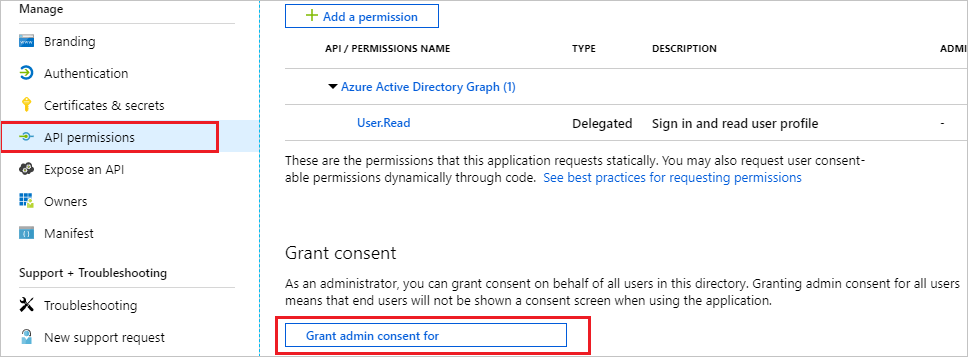 Manage
Branding
Authentication
Certificates & secrets
API permissions
Expose an API
Owners
Manifest
Support + Troubleshooting
Troubleshooting
New support request
Add a permission
API / PERMISSIONS NAME TYPE DESCRIPTION ADMI
Azure Active Directory Graph (1)
User.Read Delegated Sign in and read user profile -
These are the permissions that this application requests statically. You may also request user consent-
able permissions dynamically through code. See best practices for requesting permissions
Grant consent
As an administrator, you can grant consent on behalf of all users in this directory. Granting admin consent for all users
means that end users will not be shown a consent screen when using the application.
Grant admin consent for